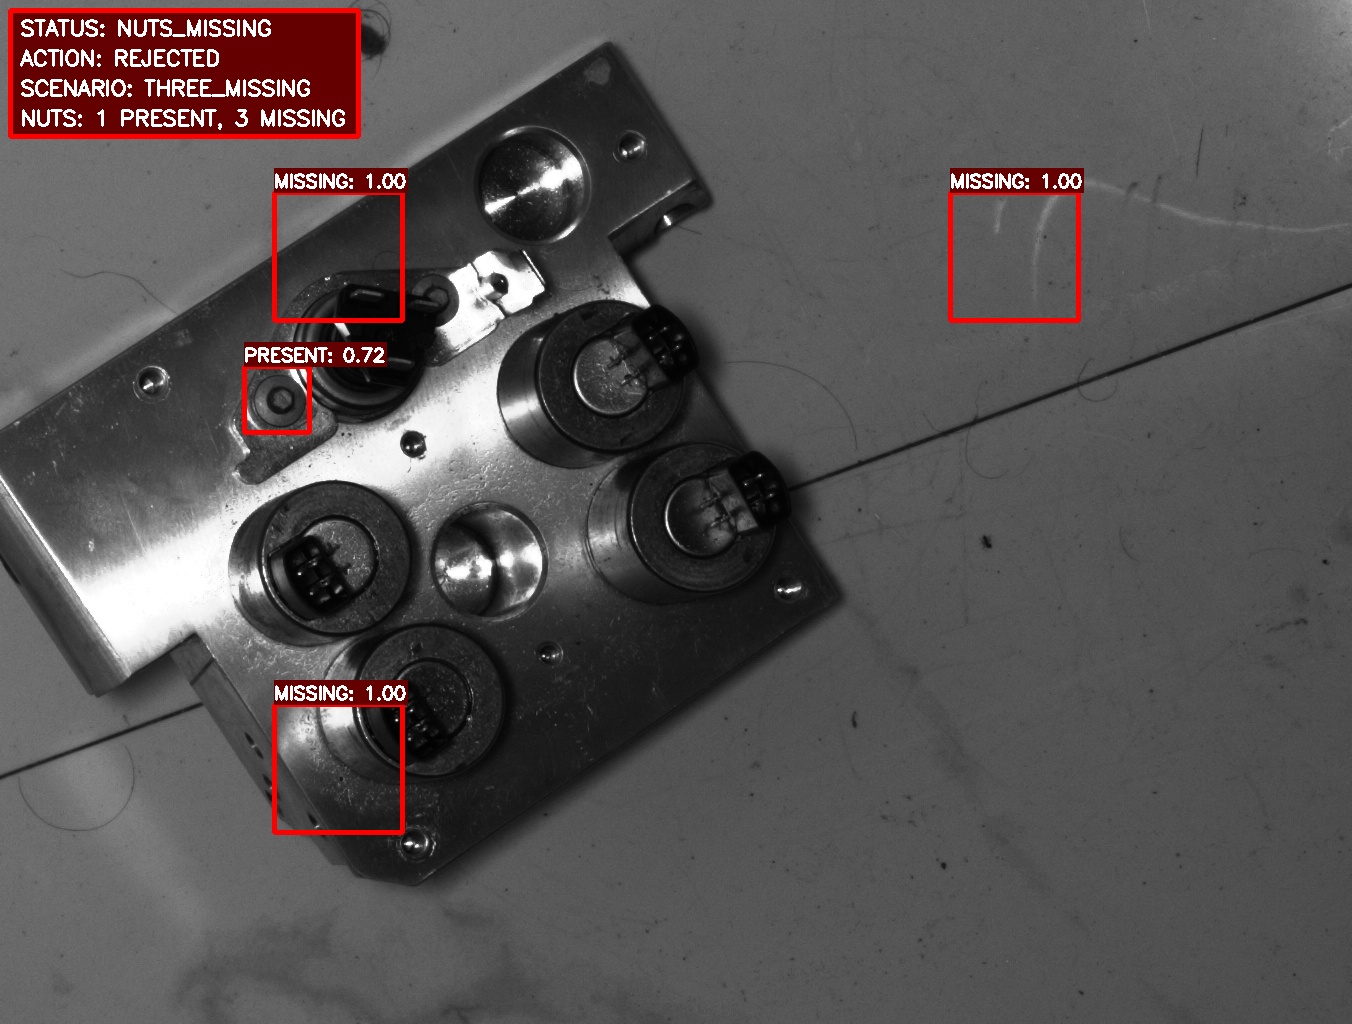 STATUS: NUTS_MISSING
ACTION: REJECTED
SCENARIO: THREE_MISSING
NUTS: 1 PRESENT, 3 MISSING
MISSING: 1.00
MISSING: 1.00
PRESENT: 0.72
MISSING: 1.00